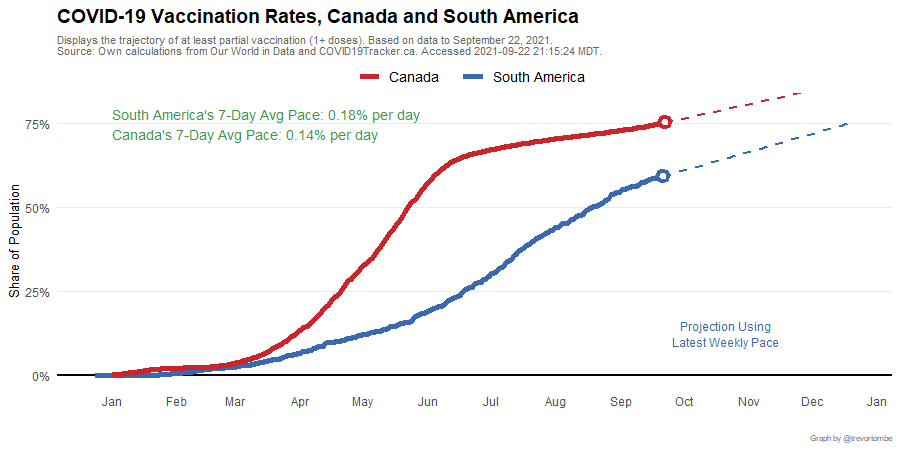 COVID-19 Vaccination Rates, Canada and South America
Displays the trajectory of at least partial vaccination (1+ doses). Based on data to September 22, 2021.
Source: Own calculations from Our World in Data and COVID19Tracker.ca. Accessed 2021-09-22 21:15:24 MDT.
Canada South America
South America's 7-Day Avg Pace: 0.18% per day
Canada's 7-Day Avg Pace: 0.14% per day
75%
50%
25%
0%
Share of Population
Projection Using
Latest Weekly Pace
Jan Feb Mar Apr May Jun Jul Aug Sep Oct Nov Dec Jan
Graph by @trevortombe